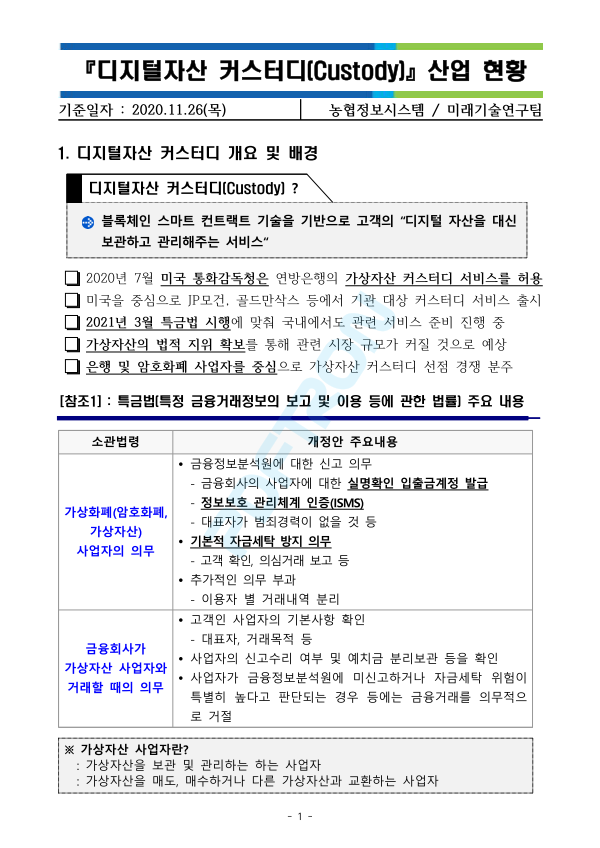 『디지털자산 커스터디(Custody)』 산업 현황
기준일자 : 2020.11.26(목)
농협정보시스템 / 미래기술연구팀
1. 디지털자산 커스터디 개요 및 배경
디지털자산 커스터디(Custody) ?
블록체인 스마트 컨트랙트 기술을 기반으로 고객의 “디지털 자산을 대신
보관하고 관리해주는 서비스“
❏ 2020년 7월 미국 통화감독청은 연방은행의 가상자산 커스터디 서비스를 허용
❏ 미국을 중심으로 JP모건, 골드만삭스 등에서 기관 대상 커스터디 서비스 출시
❏ 2021년 3월 특금법 시행에 맞춰 국내에서도 관련 서비스 준비 진행 중
❏ 가상자산의 법적 지위 확보를 통해 관련 시장 규모가 커질 것으로 예상
❏ 은행 및 암호화폐 사업자를 중심으로 가상자산 커스터디 선점 경쟁 분주
[참조1] : 특금법(특정 금융거래정보의 보고 및 이용 등에 관한 법률) 주요 내용
소관법령
개정안 주요내용
가상화폐(암호화폐,
가상자산)
사업자의 의무
• 금융정보분석원에 대한 신고 의무
- 금융회사의 사업자에 대한 실명확인 입출금계정 발급
- 정보보호 관리체계 인증(ISMS)
- 대표자가 범죄경력이 없을 것 등
• 기본적 자금세탁 방지 의무
- 고객 확인, 의심거래 보고 등
• 추가적인 의무 부과
- 이용자 별 거래내역 분리
금융회사가
가상자산 사업자와
거래할 때의 의무
• 고객인 사업자의 기본사항 확인
- 대표자, 거래목적 등
• 사업자의 신고수리 여부 및 예치금 분리보관 등을 확인
• 사업자가 금융정보분석원에 미신고하거나 자금세탁 위험이
특별히 높다고 판단되는 경우 등에는 금융거래를 의무적으
로 거절
※ 가상자산 사업자란?
: 가상자산을 보관 및 관리하는 하는 사업자
: 가상자산을 매도, 매수하거나 다른 가상자산과 교환하는 사업자
- 1 -
PDFTRON